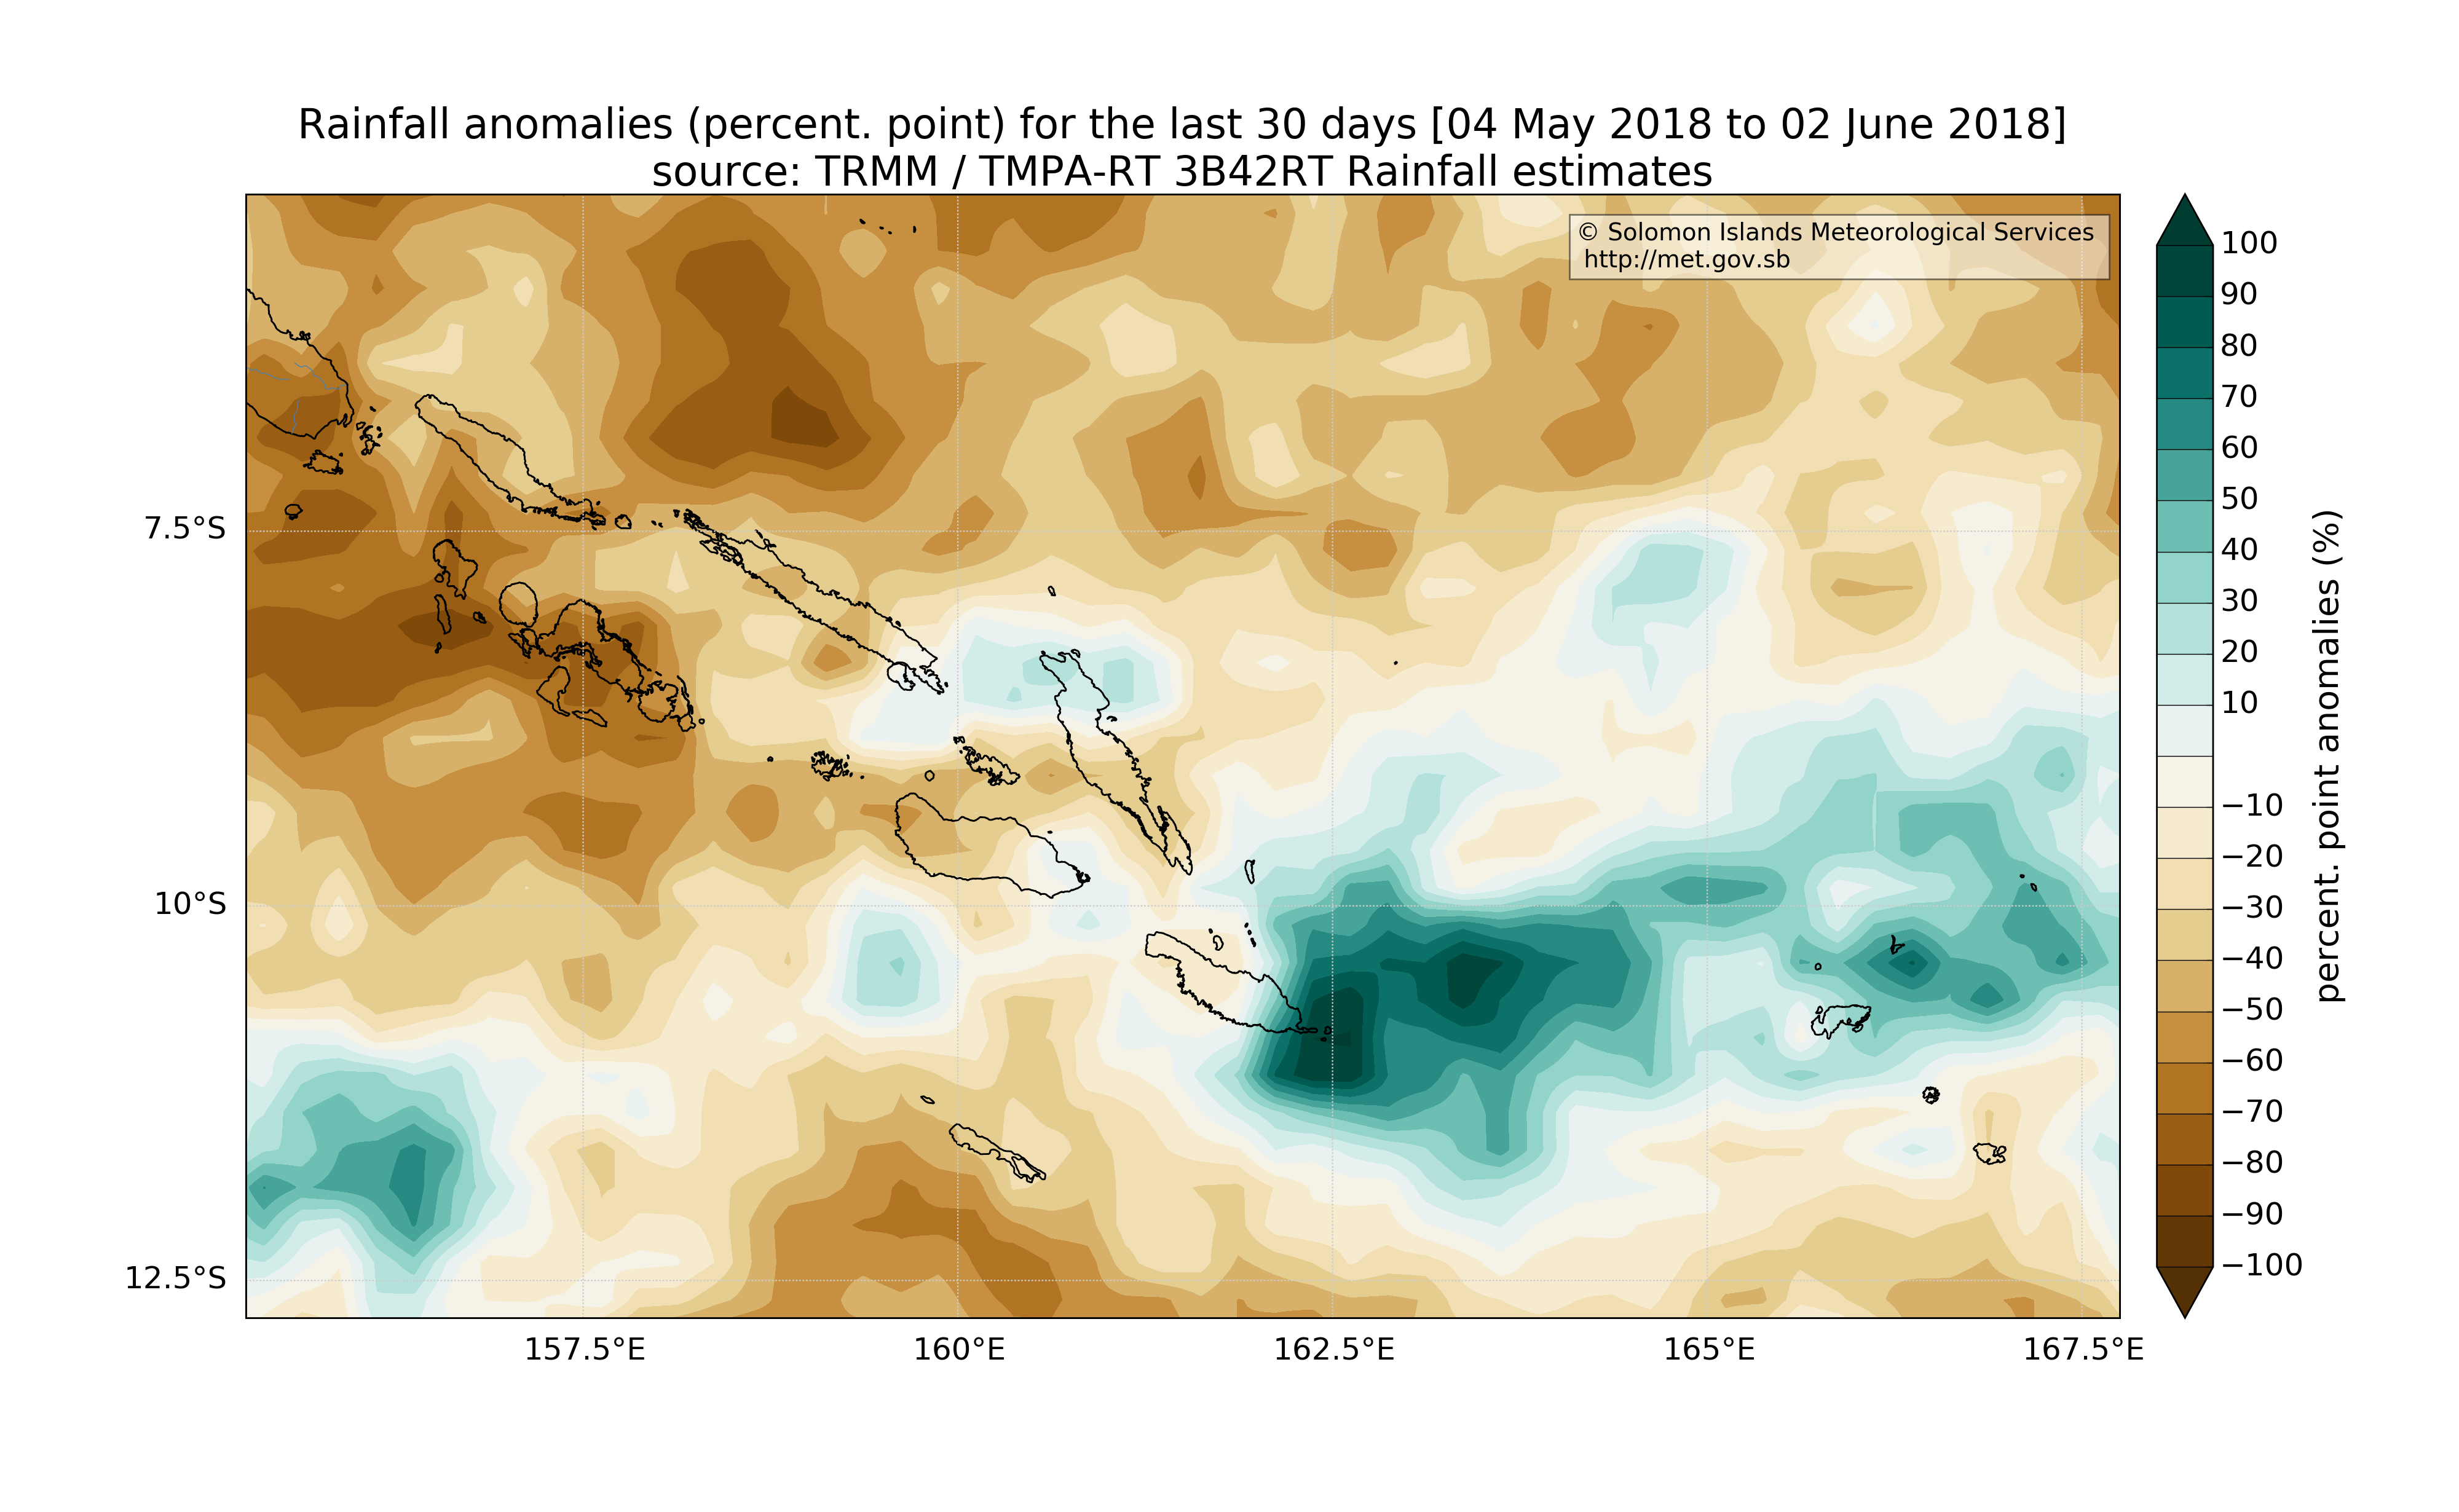 Rainfall anomalies (percent. point) for the last 30 days [04 May 2018 to 02 June 2018]
source: TRMM / TMPA-RT 3B42RT Rainfall estimates
© Solomon Islands Meteorological Services
http://met.gov.sb
7.5°S
10°S
12.5°S
157.5°E
160°E
162.5°E
165°E
167.5°E
100
90
80
70
60
50
40
30
20
10
−10
−20
−30
−40
−50
−60
−70
−80
−90
−100
percent. point anomalies (%)